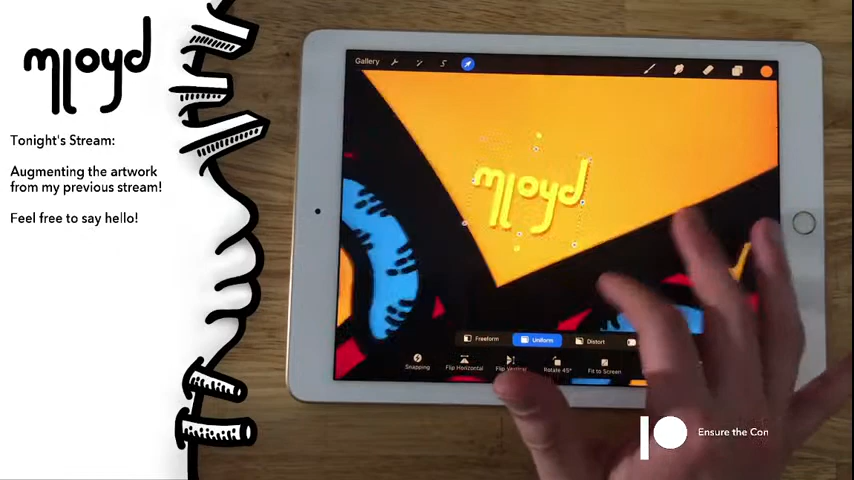 mloyd
Tonight's Stream:
Augmenting the artwork
from my previous stream!
Feel free to say hello!
Gallery
mloyd
Freeform
Uniform
Distort
Snapping
Flip Horizontal
Flip Vertical
Rotate 45°
Fit to Screen
Ensure the Con